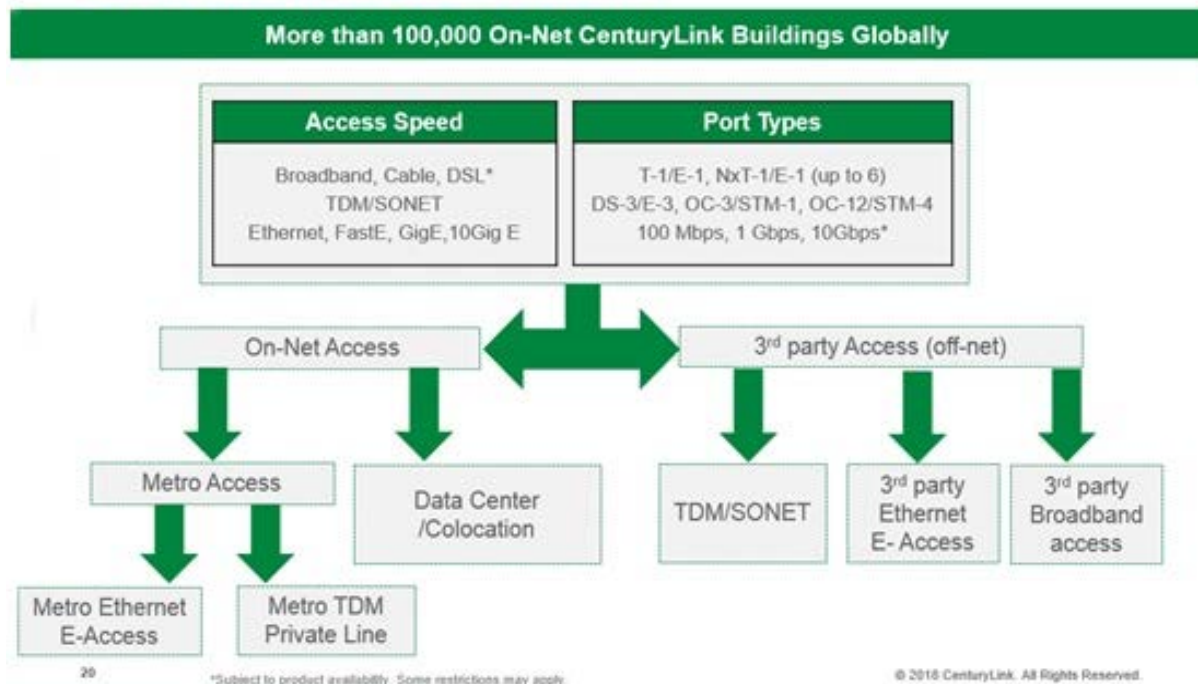 More than 100,000 On-Net CenturyLink Buildings Globally
Access Speed
Broadband, Cable, DSL*
TDM/SONET
Ethernet, FastE, GigE,10Gig E
Port Types
T-1/E-1, NxT-1/E-1 (up to 6)
DS-3/E-3, OC-3/STM-1, OC-12/STM-4
100 Mbps, 1 Gbps, 10Gbps*
On-Net Access
3rd party Access (off-net)
Metro Access
Data Center
/Colocation
TDM/SONET
3rd party
Ethernet
E- Access
3rd party
Broadband
access
Metro Ethernet
E-Access
Metro TDM
Private Line
20
*Subject to product availability. Some restrictions may apply.
© 2018 CenturyLink. All Rights Reserved.